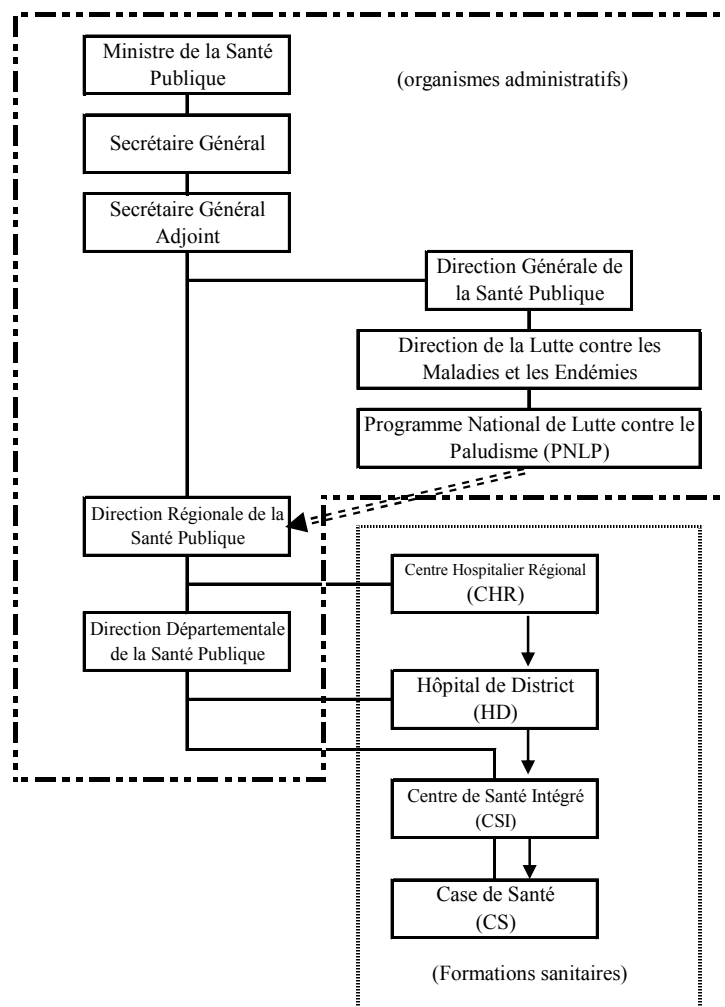 Ministre de la Santé
Publique
(organismes administratifs)
Secrétaire Général
Secrétaire Général
Adjoint
Direction Générale de
la Santé Publique
Direction de la Lutte contre les
Maladies et les Endémies
Programme National de Lutte contre le
Paludisme (PNLP)
Direction Régionale de la
Santé Publique
Centre Hospitalier Régional
(CHR)
Direction Départementale
de la Santé Publique
Hôpital de District
(HD)
Centre de Santé Intégré
(CSI)
Case de Santé
(CS)
(Formations sanitaires)